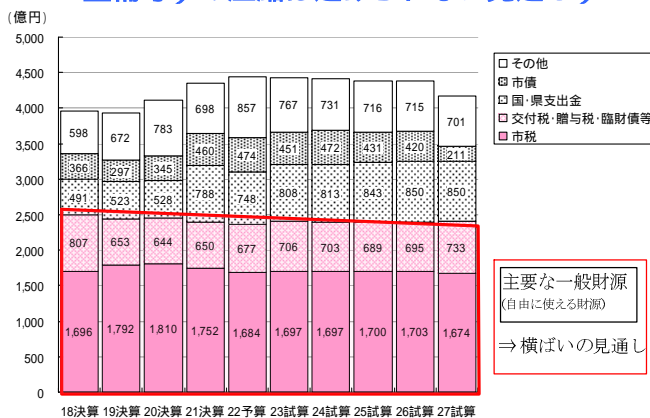 (億円)
5,000
4,500
4,000
3,500
3,000
2,500
2,000
1,500
1,000
500
0
598 672 783 698 857 767 731 716 715 701
366 297 345 460 474 451 472 431 420 211
491 523 528 788 748 808 813 843 850 850
807 653 644 650 677 706 703 689 695 733
1,696 1,792 1,810 1,752 1,684 1,697 1,697 1,700 1,703 1,674
18決算 19決算 20決算 21決算 22予算 23試算 24試算 25試算 26試算 27試算
その他
市債
国・県支出金
交付税・贈与税・臨財債等
市税
主要な一般財源
(自由に使える財源)
⇒横ばいの見通し